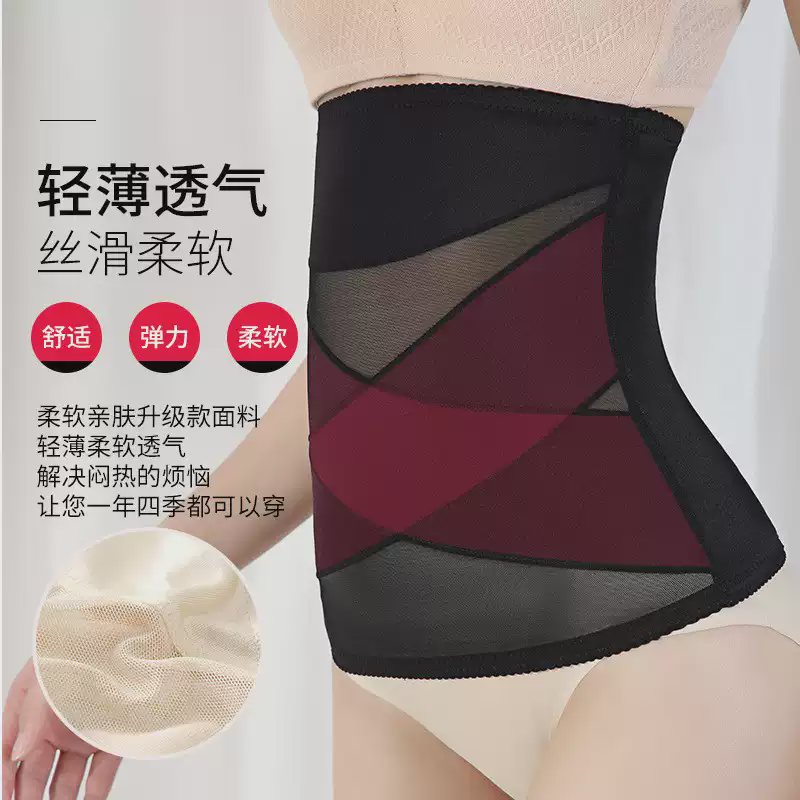 轻薄透气
丝滑柔软
舒适 弹力 柔软
柔软亲肤升级款面料
轻薄柔软透气
解决闷热的烦恼
让您一年四季都可以穿